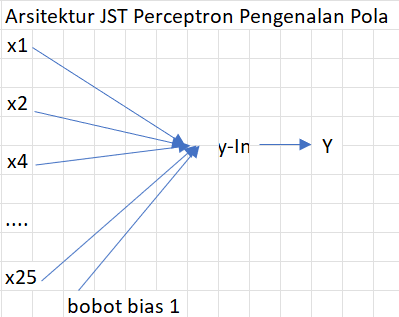 Arsitektur JST Perceptron Pengenalan Pola
x1
x2
y-In Y
x4
....
x25
bobot bias 1